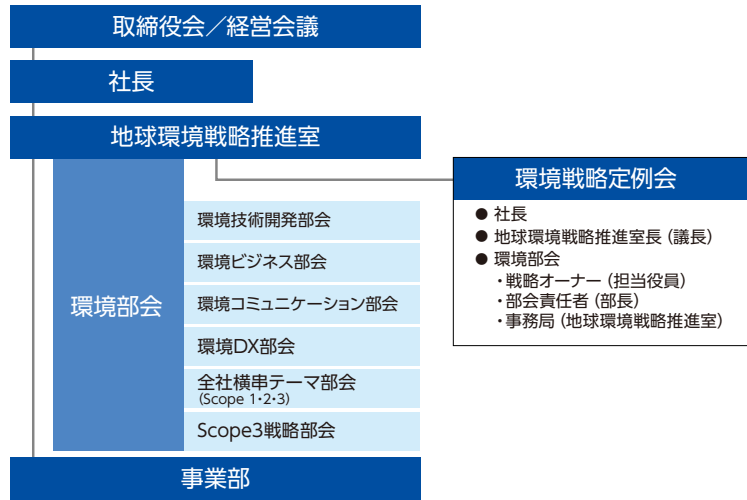 取締役会／経営会議
社長
地球環境戦略推進室
環境部会
環境技術開発部会
環境ビジネス部会
環境コミュニケーション部会
環境DX部会
全社横串テーマ部会
(Scope 1・2・3)
Scope3戦略部会
事業部
環境戦略定例会
● 社長
● 地球環境戦略推進室長（議長）
● 環境部会
・戦略オーナー（担当役員）
・部会責任者（部長）
・事務局（地球環境戦略推進室）